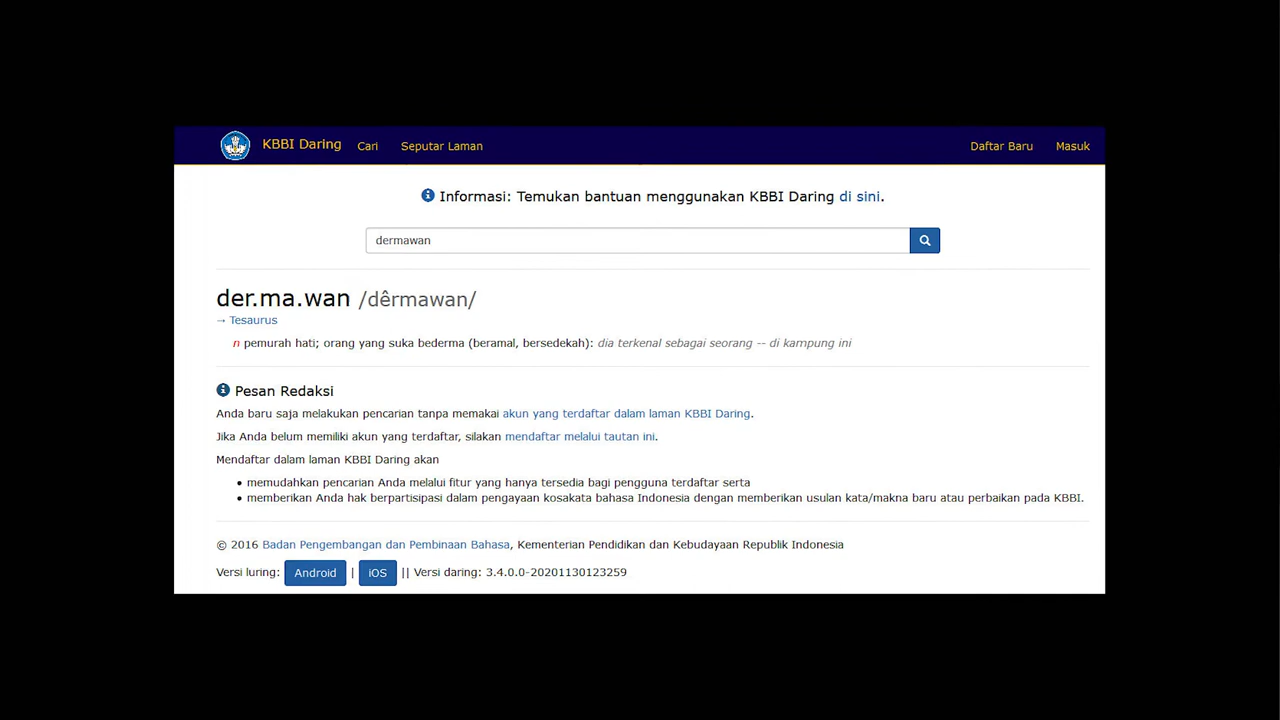 KBBI Daring Cari Seputar Laman Daftar Baru Masuk
Informasi: Temukan bantuan menggunakan KBBI Daring di sini.
dermawan
der.ma.wan /dêrmawan/
→ Tesaurus
n pemurah hati; orang yang suka bederma (beramal, bersedekah): dia terkenal sebagai seorang -- di kampung ini
Pesan Redaksi
Anda baru saja melakukan pencarian tanpa memakai akun yang terdaftar dalam laman KBBI Daring.
Jika Anda belum memiliki akun yang terdaftar, silakan mendaftar melalui tautan ini.
Mendaftar dalam laman KBBI Daring akan
• memudahkan pencarian Anda melalui fitur yang hanya tersedia bagi pengguna terdaftar serta
• memberikan Anda hak berpartisipasi dalam pengayaan kosakata bahasa Indonesia dengan memberikan usulan kata/makna baru atau perbaikan pada KBBI.
© 2016 Badan Pengembangan dan Pembinaan Bahasa, Kementerian Pendidikan dan Kebudayaan Republik Indonesia
Versi luring: Android | iOS || Versi daring: 3.4.0.0-20201130123259